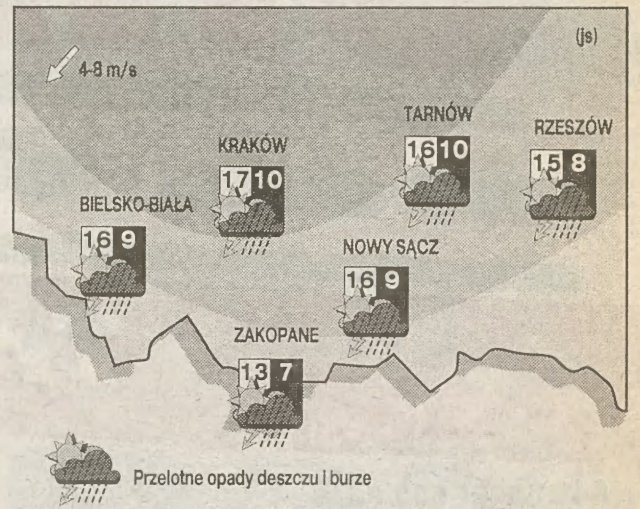 (js)
4-8 m/s
TARNÓW
16 10
RZESZÓW
15 8
KRAKÓW
17 10
BIELSKO-BIAŁA
16 9
NOWY SĄCZ
16 9
ZAKOPANE
13 7
Przelotne opady deszczu i burze